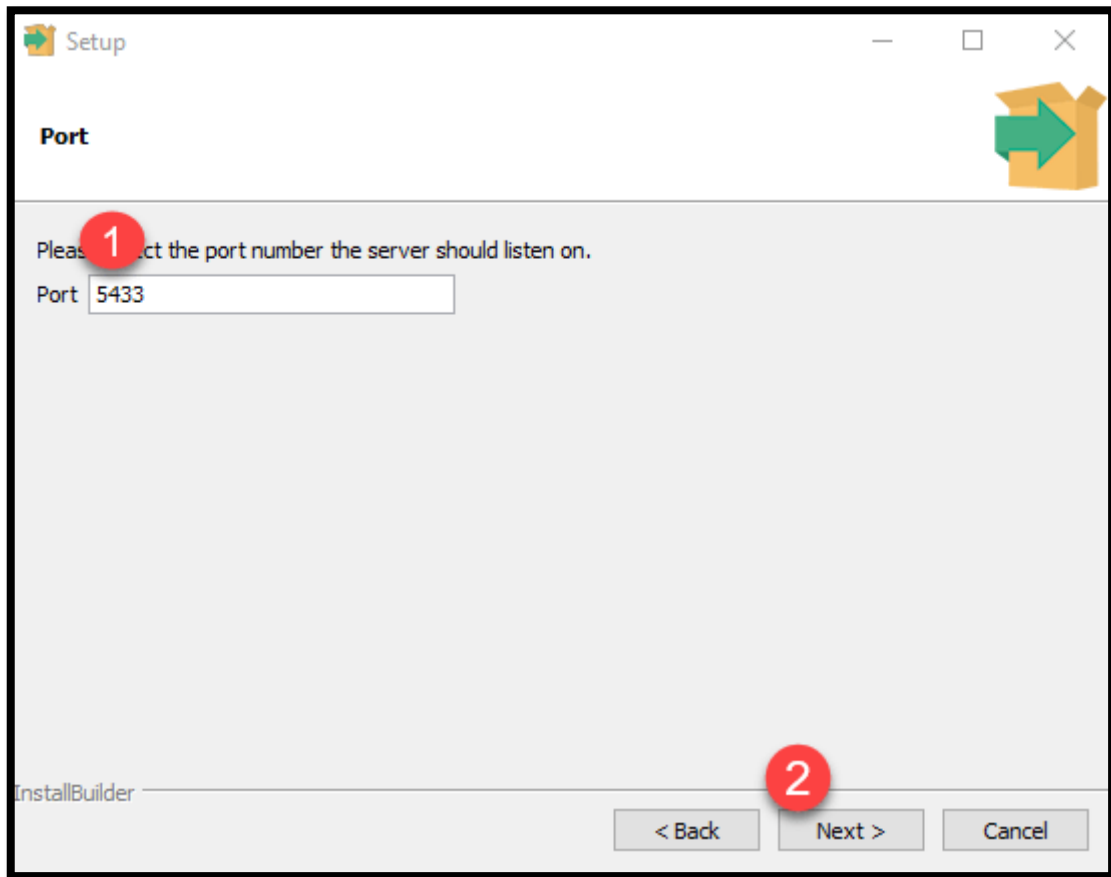 Setup
Port
1
the port number the server should listen on.
Port 5433
2
InstallBuilder
< Back Next > Cancel